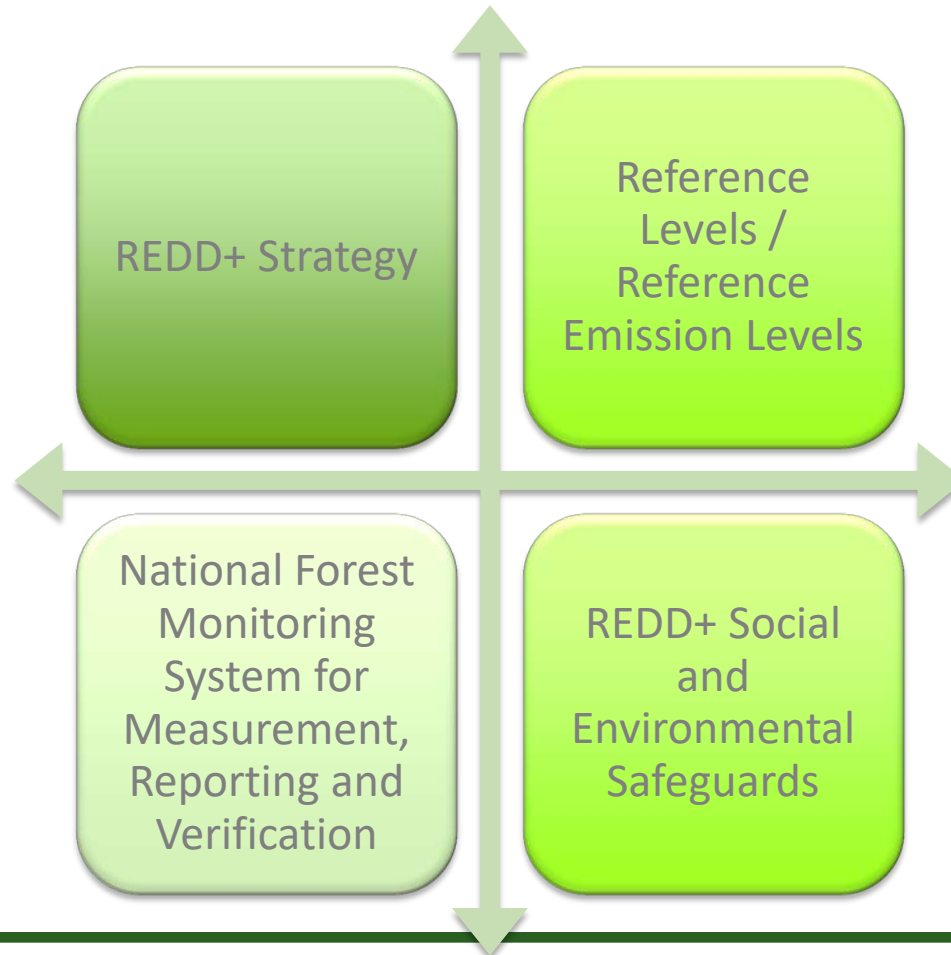 REDD+ Strategy
Reference
Levels /
Reference
Emission Levels
National Forest
Monitoring
System for
Measurement,
Reporting and
Verification
REDD+ Social
and
Environmental
Safeguards